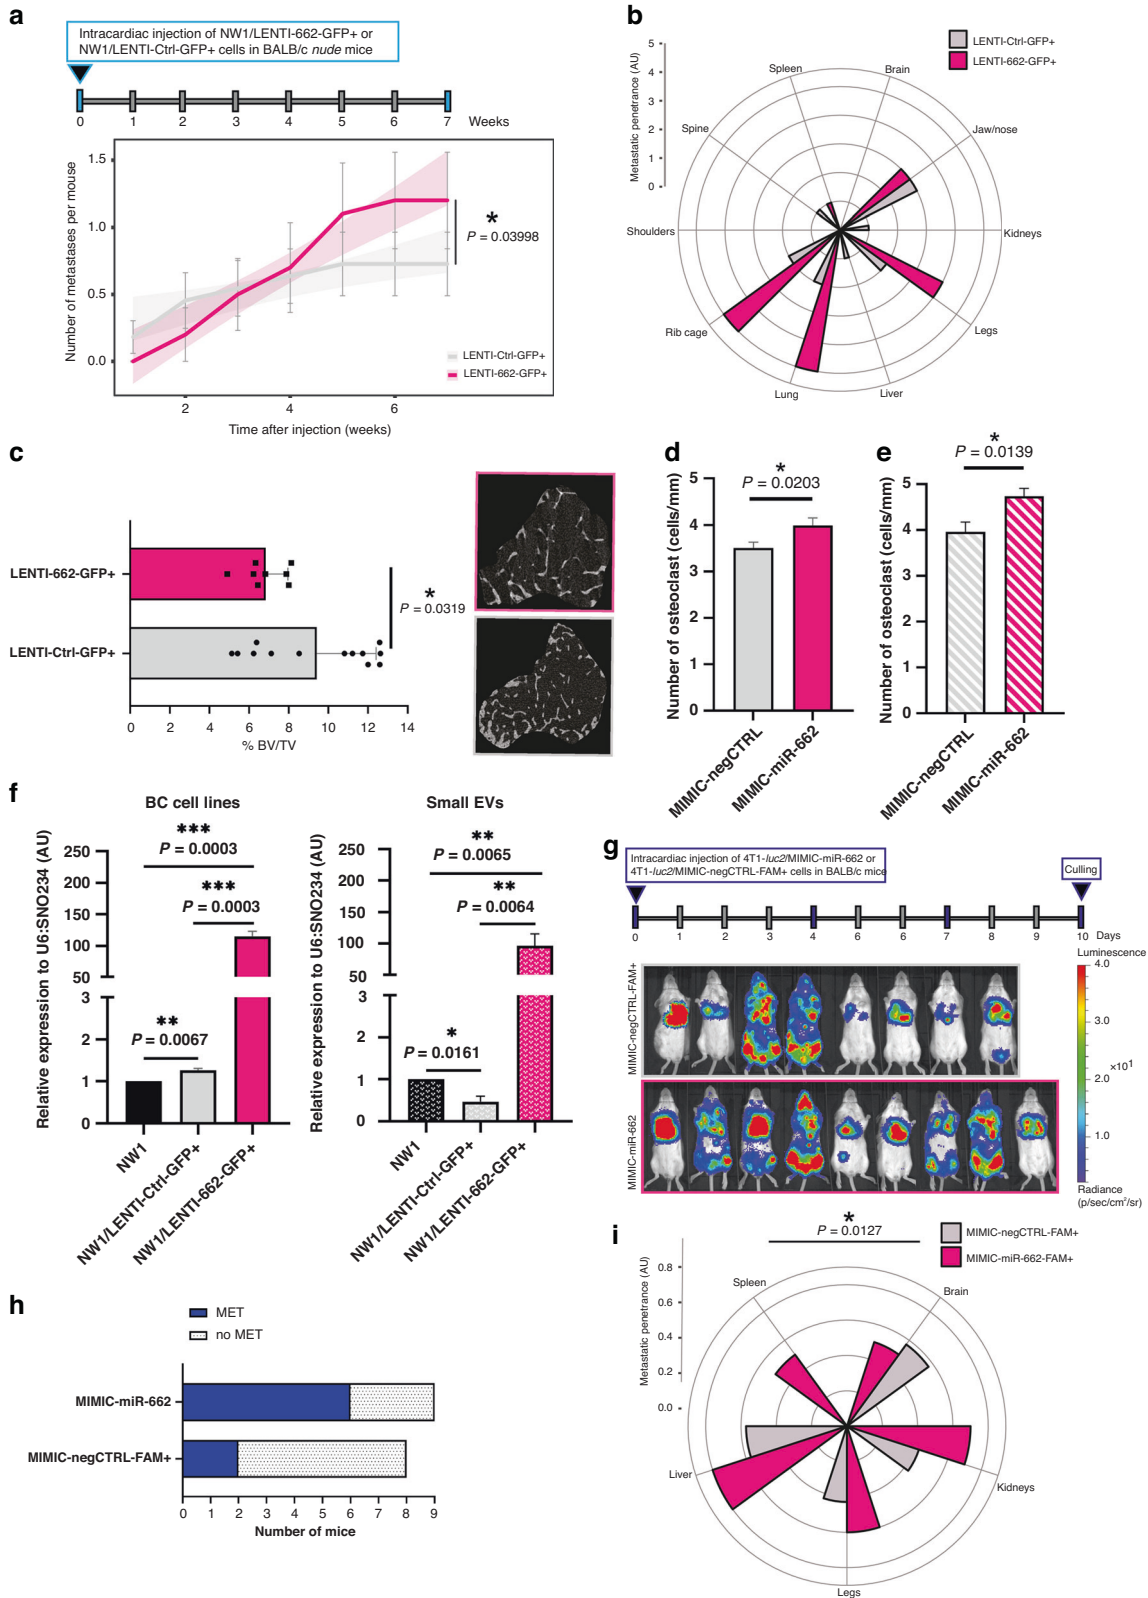 a
Intracardiac injection of NW1/LENTI-662-GFP+ or
NW1/LENTI-Ctrl-GFP+ cells in BALB/c nude mice
0 1 2 3 4 5 6 7 Weeks
Number of metastases per mouse
1.5
1.0
0.5
0.0
*
P = 0.03998
LENTI-Ctrl-GFP+
LENTI-662-GFP+
2 4 6
Time after injection (weeks)
b
LENTI-Ctrl-GFP+
LENTI-662-GFP+
Metastatic penetrance (AU)
5
4
3
2
1
0
Spleen
Brain
Spine
Jaw/nose
Shoulders
Kidneys
Rib cage
Legs
Lung
Liver
c
LENTI-662-GFP+
LENTI-Ctrl-GFP+
*
P = 0.0319
0 2 4 6 8 10 12 14
% BV/TV
d
Number of osteoclast (cells/mm)
*
P = 0.0203
5
4
3
2
1
0
MIMIC-negCTRL
MIMIC-miR-662
e
Number of osteoclast (cells/mm)
*
P = 0.0139
5
4
3
2
1
0
MIMIC-negCTRL
MIMIC-miR-662
f
BC cell lines
Relative expression to U6:SNO234 (AU)
***
P = 0.0003
***
P = 0.0003
**
P = 0.0067
250
200
150
100
50
3
2
1
0
NW1
NW1/LENTI-Ctrl-GFP+
NW1/LENTI-662-GFP+
Small EVs
Relative expression to U6:SNO234 (AU)
**
P = 0.0065
**
P = 0.0064
*
P = 0.0161
250
200
150
100
50
3
2
1
0
NW1
NW1/LENTI-Ctrl-GFP+
NW1/LENTI-662-GFP+
g
Intracardiac injection of 4T1-luc2/MIMIC-miR-662 or
4T1-luc2/MIMIC-negCTRL-FAM+ cells in BALB/c mice
Culling
0 1 2 3 4 6 6 7 8 9 10 Days
MIMIC-negCTRL-FAM+
MIMIC-miR-662
Luminescence
4.0
3.0
×10¹
2.0
1.0
Radiance
(p/sec/cm²/sr)
h
MET
no MET
MIMIC-miR-662
MIMIC-negCTRL-FAM+
0 1 2 3 4 5 6 7 8 9
Number of mice
i
*
P = 0.0127
MIMIC-negCTRL-FAM+
MIMIC-miR-662-FAM+
Metastatic penetrance (AU)
0.8
0.6
0.4
0.2
0.0
Spleen
Brain
Liver
Kidneys
Legs